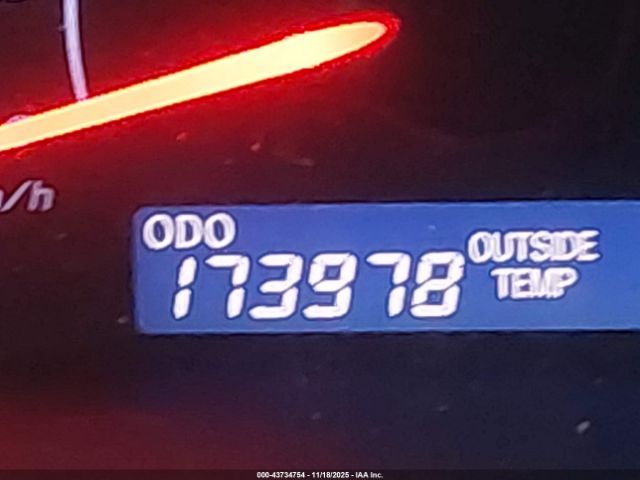 /h
ODO
OUTSIDE
173978
TEMP
000-43734754 - 11/18/2025 - IAA Inc.